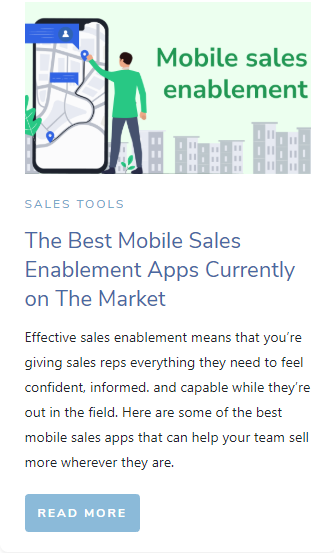 Mobile sales
enablement
SALES TOOLS
The Best Mobile Sales
Enablement Apps Currently
on The Market
Effective sales enablement means that you’re
giving sales reps everything they need to feel
confident, informed. and capable while they’re
out in the field. Here are some of the best
mobile sales apps that can help your team sell
more wherever they are.
READ MORE